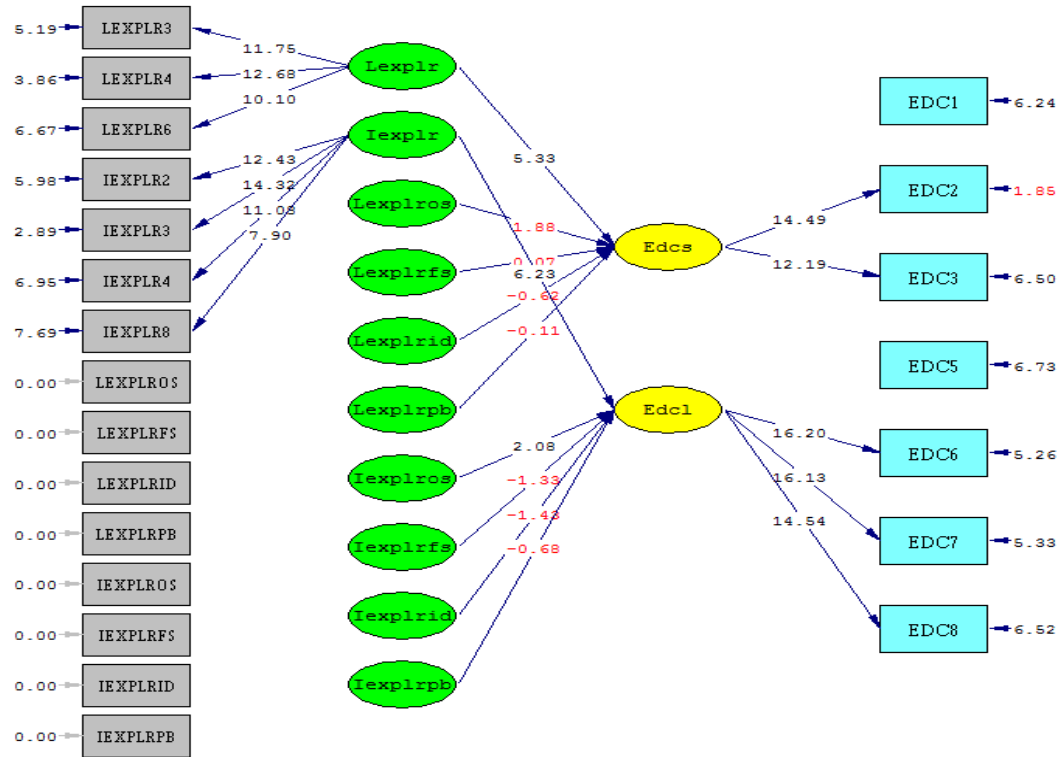 5.19 LEXPLR3
11.75
3.86 LEXPLR4
12.68
Lexplr
6.67 LEXPLR6
10.10
5.98 IEXPLR2
12.43
Iexplr
2.89 IEXPLR3
14.32
6.95 IEXPLR4
11.08
7.69 IEXPLR8
7.90
0.00 LEXPLROS
0.00 LEXPLRFS
0.00 LEXPLRID
0.00 LEXPLRPB
0.00 IEXPLROS
0.00 IEXPLRFS
0.00 IEXPLRID
0.00 IEXPLRPB
Lexplros
Lexplrfs
Lexplrid
Lexplrpb
Iexplros
Iexplrfs
Iexplrid
Iexplrpb
5.33
1.88
0.07
6.23
-0.62
-0.11
2.08
-1.33
-1.43
-0.68
Edcs
Edcl
14.49
12.19
16.20
16.13
14.54
EDC1 6.24
EDC2 1.85
EDC3 6.50
EDC5 6.73
EDC6 5.26
EDC7 5.33
EDC8 6.52